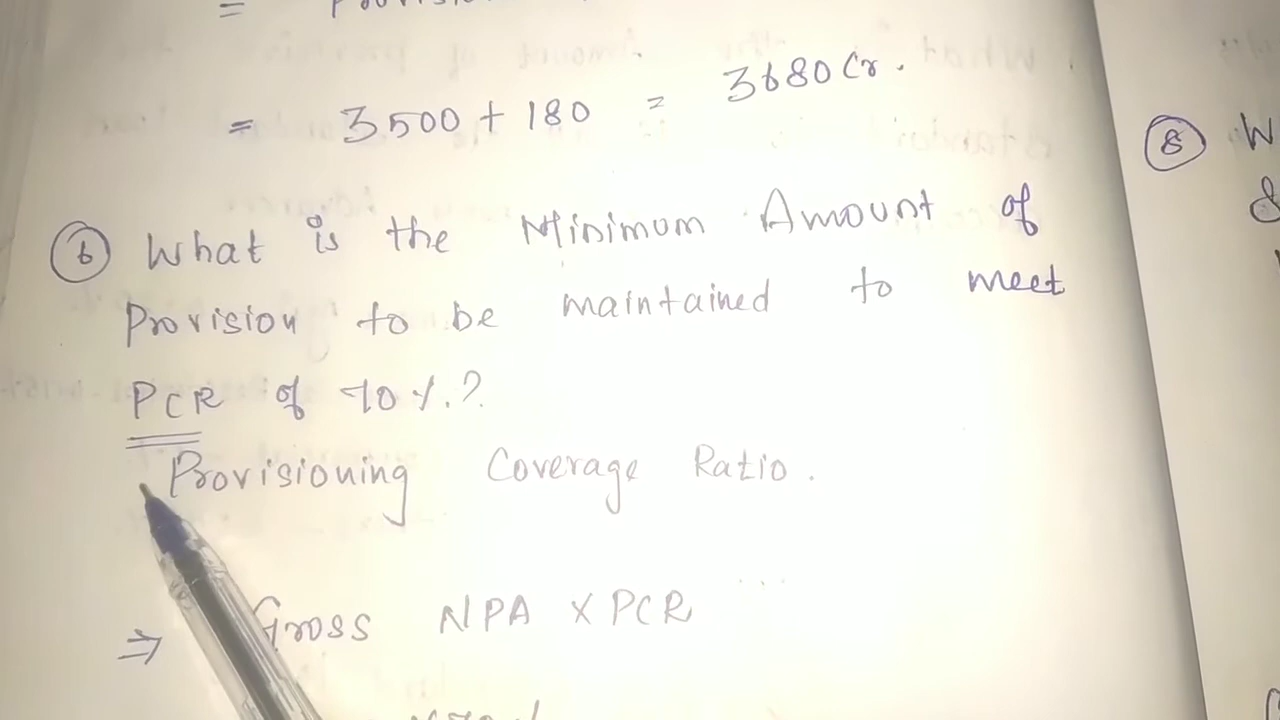 =
= 3500 + 180 = 3680 Cr.
6 What is the Minimum Amount of
Provision to be maintained to meet
PCR of 70%.?
Provisioning Coverage Ratio.
⇒ Gross NPA X PCR
8 W